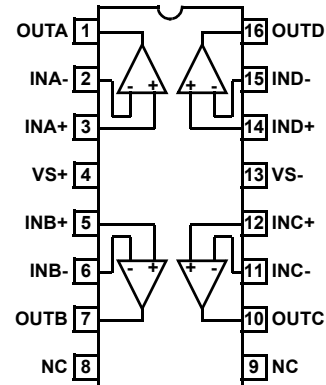 OUTA 1 16 OUTD
INA- 2 15 IND-
- + + -
INA+ 3 14 IND+
VS+ 4 13 VS-
INB+ 5 12 INC+
INB- 6 11 INC-
- + + -
OUTB 7 10 OUTC
NC 8 9 NC